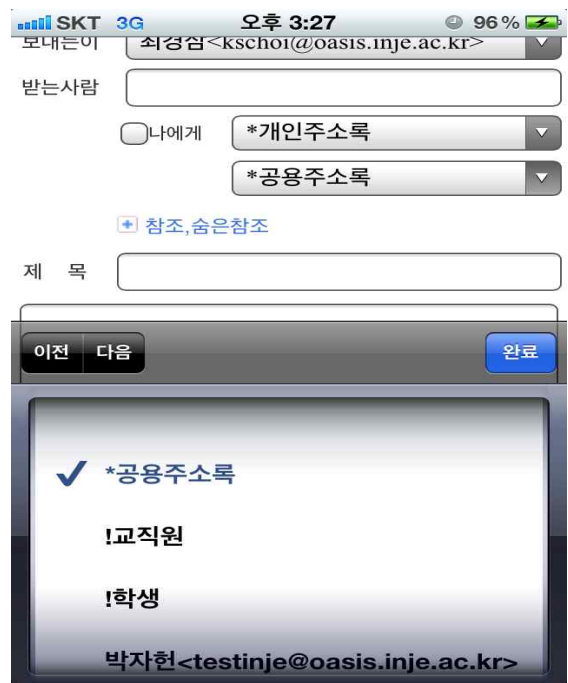 SKT 3G 오후 3:27 96%
보내는이 최경심<kschoi@oasis.inje.ac.kr>
받는사람
나에게 *개인주소록
*공용주소록
참조,숨은참조
제 목
이전 다음 완료
*공용주소록
!교직원
!학생
박자헌<testinje@oasis.inje.ac.kr>